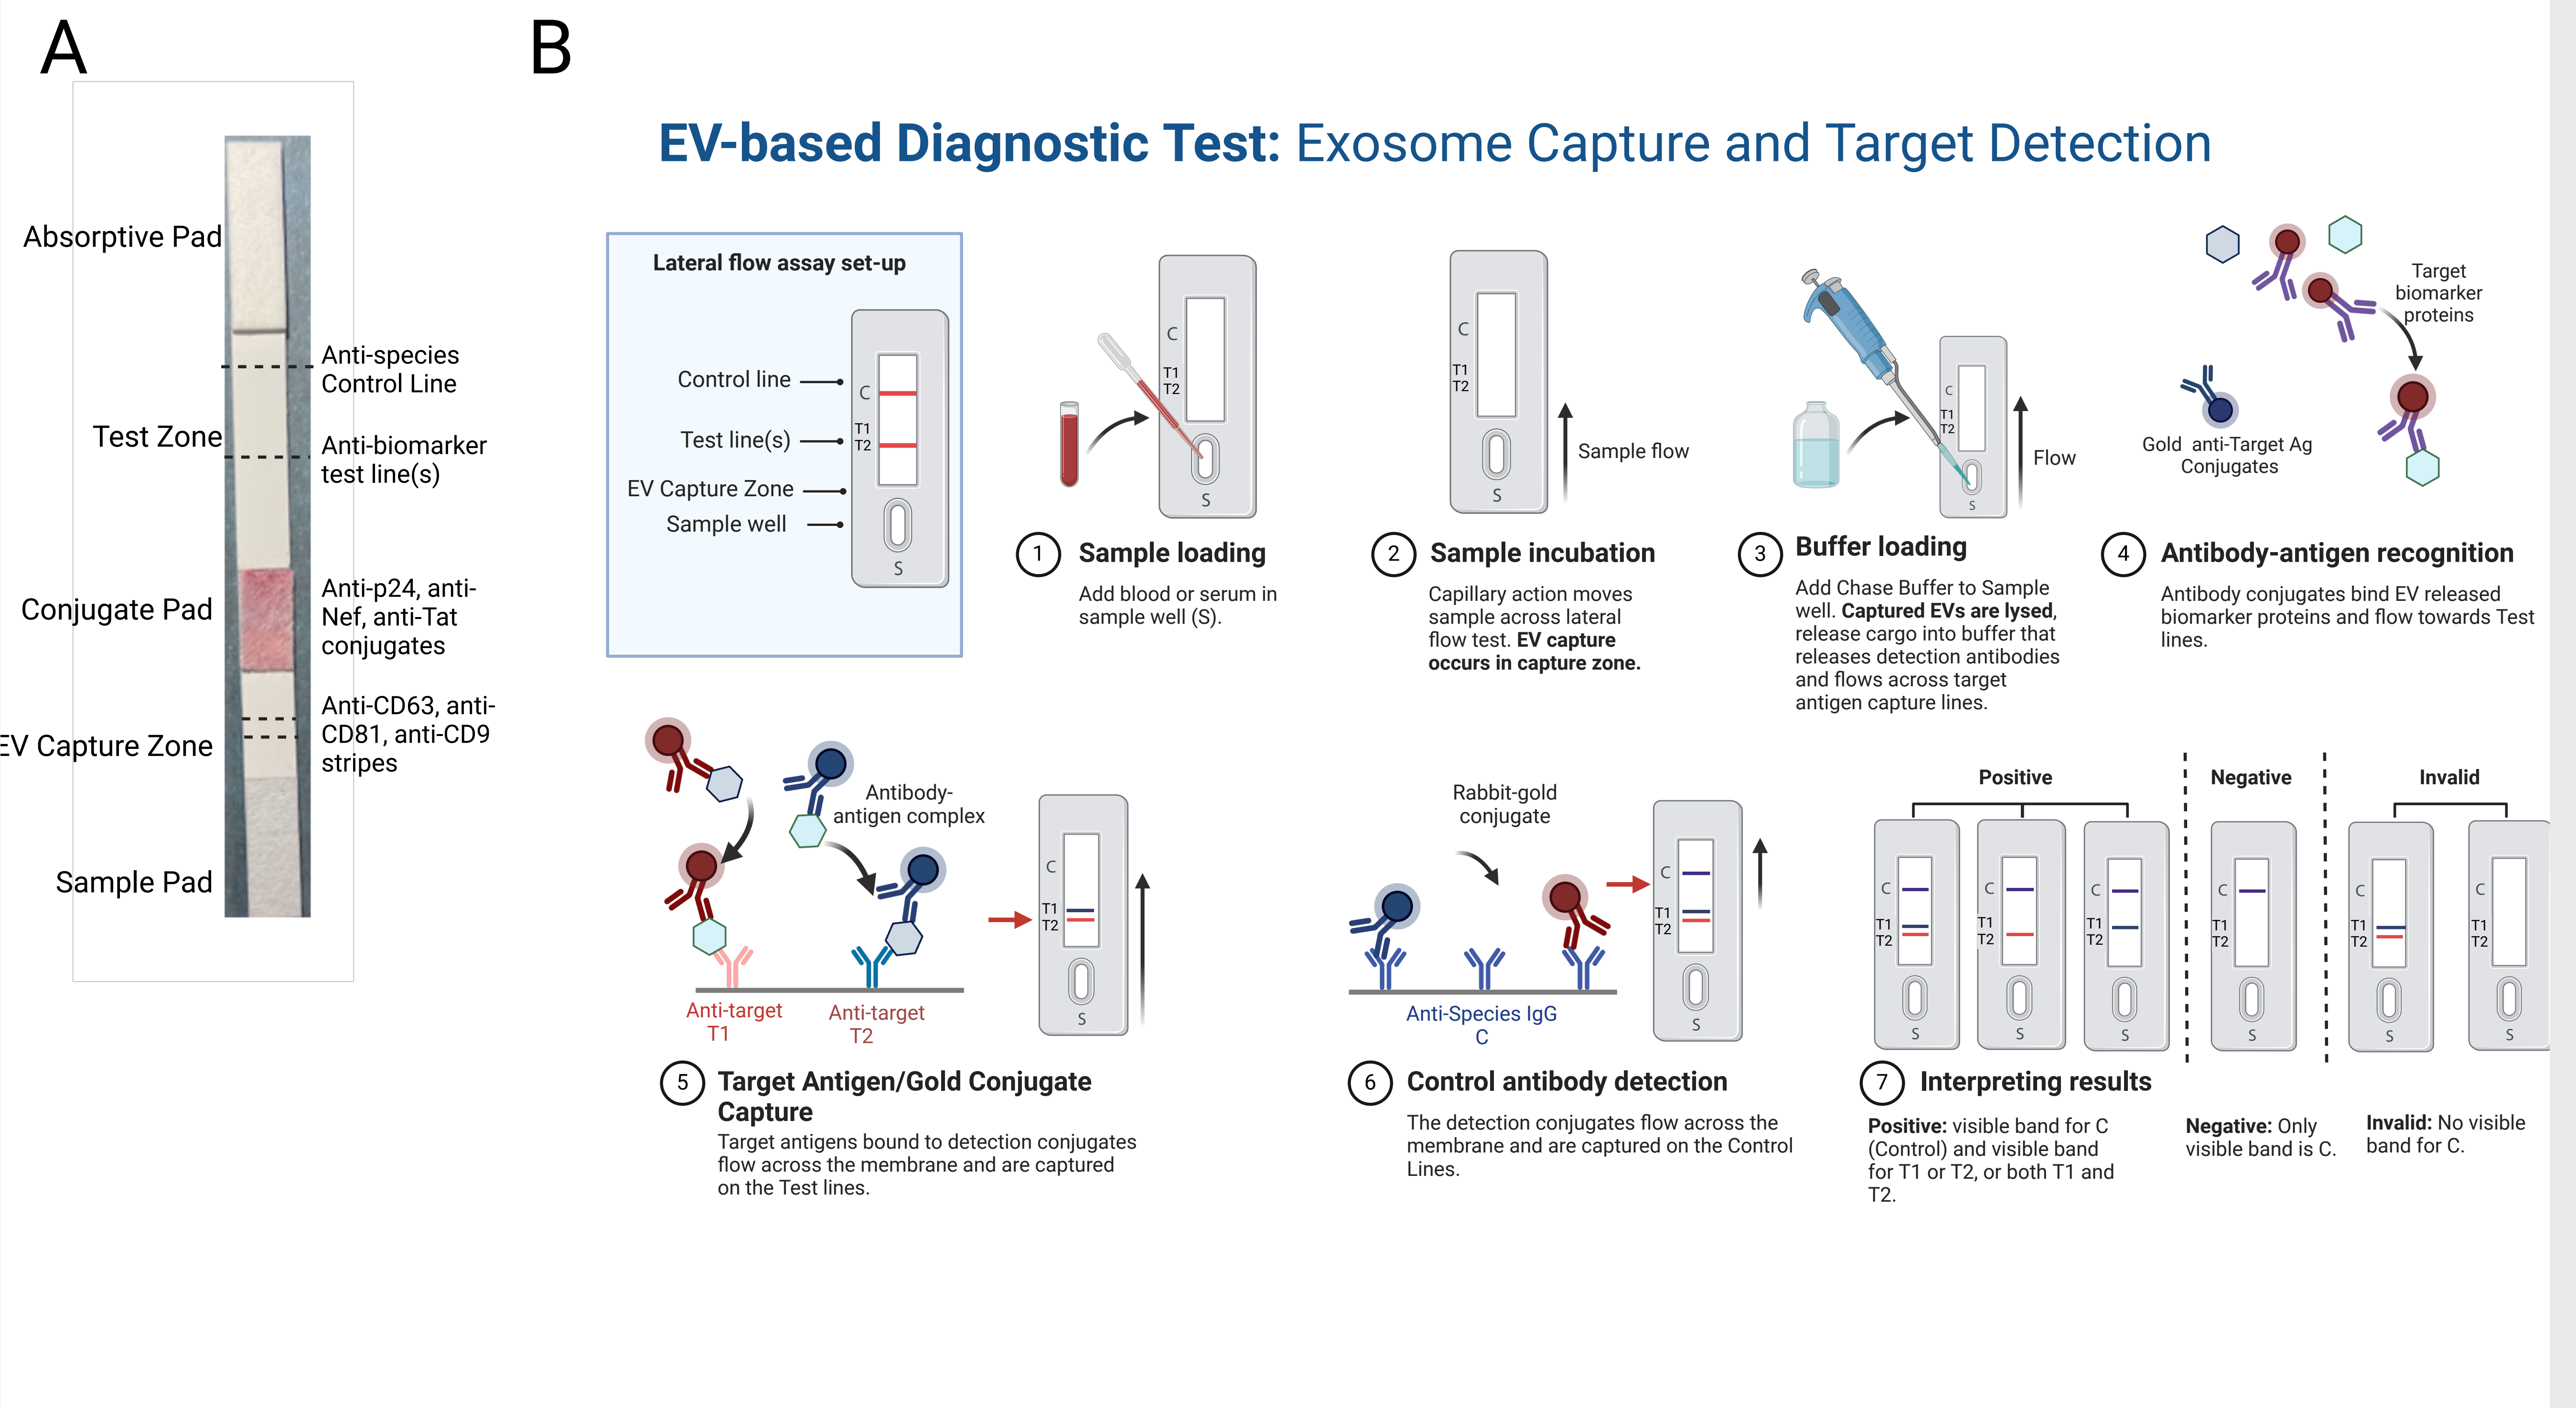 A
Absorptive Pad
Anti-species
Control Line
Test Zone
Anti-biomarker
test line(s)
Conjugate Pad
Anti-p24, anti-
Nef, anti-Tat
conjugates
EV Capture Zone
Anti-CD63, anti-
CD81, anti-CD9
stripes
Sample Pad
B
EV-based Diagnostic Test: Exosome Capture and Target Detection
Lateral flow assay set-up
Control line
Test line(s)
EV Capture Zone
Sample well
C
T1
T2
S
C
T1
T2
S
1 Sample loading
Add blood or serum in
sample well (S).
C
T1
T2
S
Sample flow
2 Sample incubation
Capillary action moves
sample across lateral
flow test. EV capture
occurs in capture zone.
C
T1
T2
S
Flow
3 Buffer loading
Add Chase Buffer to Sample
well. Captured EVs are lysed,
release cargo into buffer that
releases detection antibodies
and flows across target
antigen capture lines.
Target
biomarker
proteins
Gold anti-Target Ag
Conjugates
4 Antibody-antigen recognition
Antibody conjugates bind EV released
biomarker proteins and flow towards Test
lines.
Antibody-
antigen complex
Anti-target
T1
Anti-target
T2
C
T1
T2
S
5 Target Antigen/Gold Conjugate
Capture
Target antigens bound to detection conjugates
flow across the membrane and are captured
on the Test lines.
Rabbit-gold
conjugate
Anti-Species IgG
C
C
T1
T2
S
6 Control antibody detection
The detection conjugates flow across the
membrane and are captured on the Control
Lines.
Positive
Negative
Invalid
C
T1
T2
S
C
T1
T2
S
C
T1
T2
S
C
T1
T2
S
C
T1
T2
S
C
T1
T2
S
7 Interpreting results
Positive: visible band for C
(Control) and visible band
for T1 or T2, or both T1 and
T2.
Negative: Only
visible band is C.
Invalid: No visible
band for C.